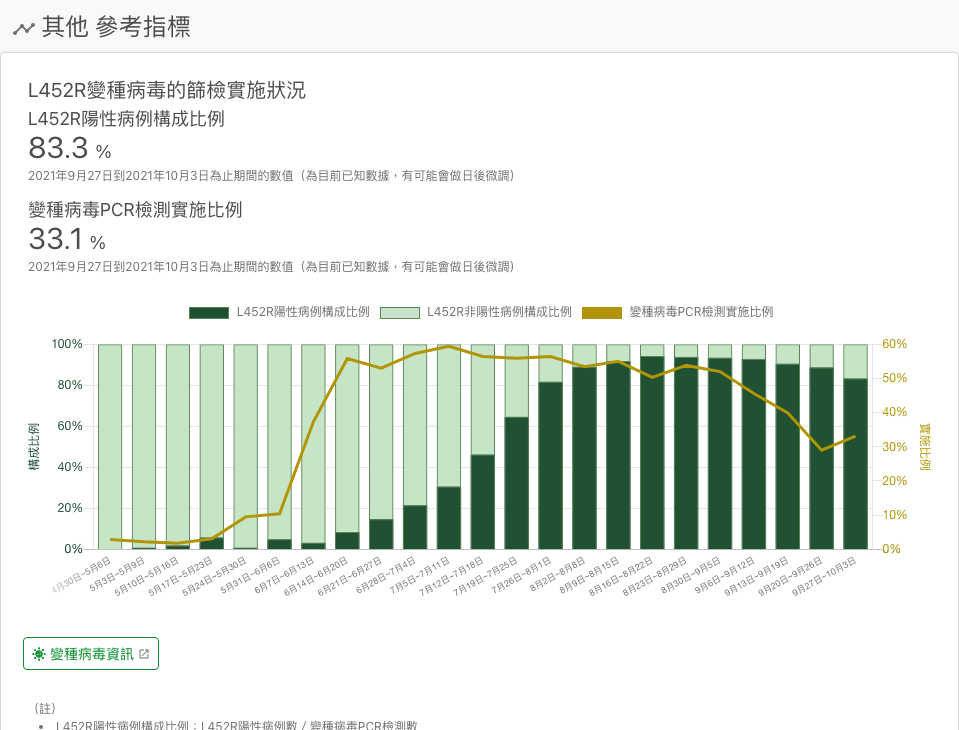 其他 參考指標
L452R變種病毒的篩檢實施狀況
L452R陽性病例構成比例
83.3 %
2021年9月27日到2021年10月3日為止期間的數值（為目前已知數據，有可能會做日後微調）
變種病毒PCR檢測實施比例
33.1 %
2021年9月27日到2021年10月3日為止期間的數值（為目前已知數據，有可能會做日後微調）
L452R陽性病例構成比例 L452R非陽性病例構成比例 變種病毒PCR檢測實施比例
100% 60%
80% 50%
60% 40%
40% 30%
20% 20%
0% 10%
0%
構成比例
實施比例
4月30日~5月6日
5月3日~5月9日
5月10日~5月16日
5月17日~5月23日
5月24日~5月30日
5月31日~6月6日
6月7日~6月13日
6月14日~6月20日
6月21日~6月27日
6月28日~7月4日
7月5日~7月11日
7月12日~7月18日
7月19日~7月25日
7月26日~8月1日
8月2日~8月8日
8月9日~8月15日
8月16日~8月22日
8月23日~8月29日
8月30日~9月5日
9月6日~9月12日
9月13日~9月19日
9月20日~9月26日
9月27日~10月3日
變種病毒資訊
（註）
• L452R陽性病例構成比例：L452R陽性病例數 / 變種病毒PCR檢測數